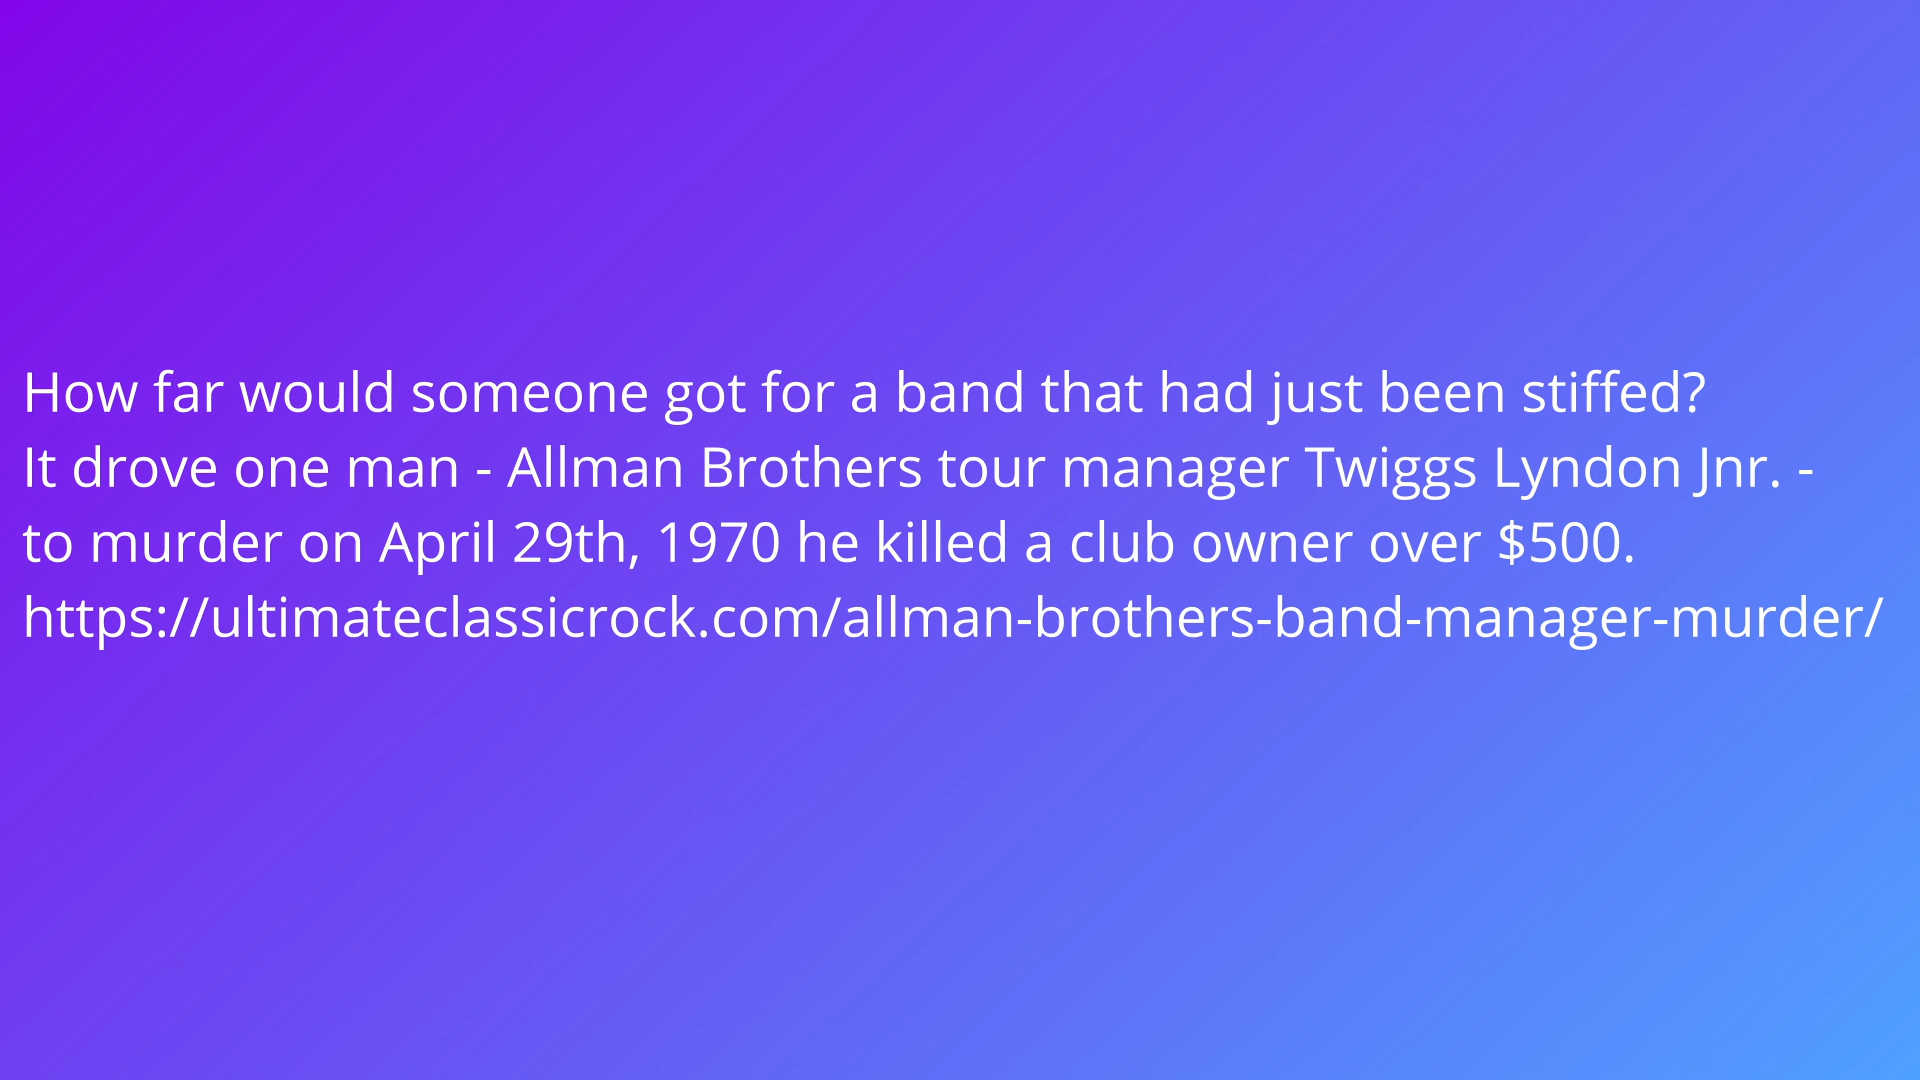 How far would someone got for a band that had just been stiffed?
It drove one man - Allman Brothers tour manager Twiggs Lyndon Jnr. -
to murder on April 29th, 1970 he killed a club owner over $500.
https://ultimateclassicrock.com/allman-brothers-band-manager-murder/